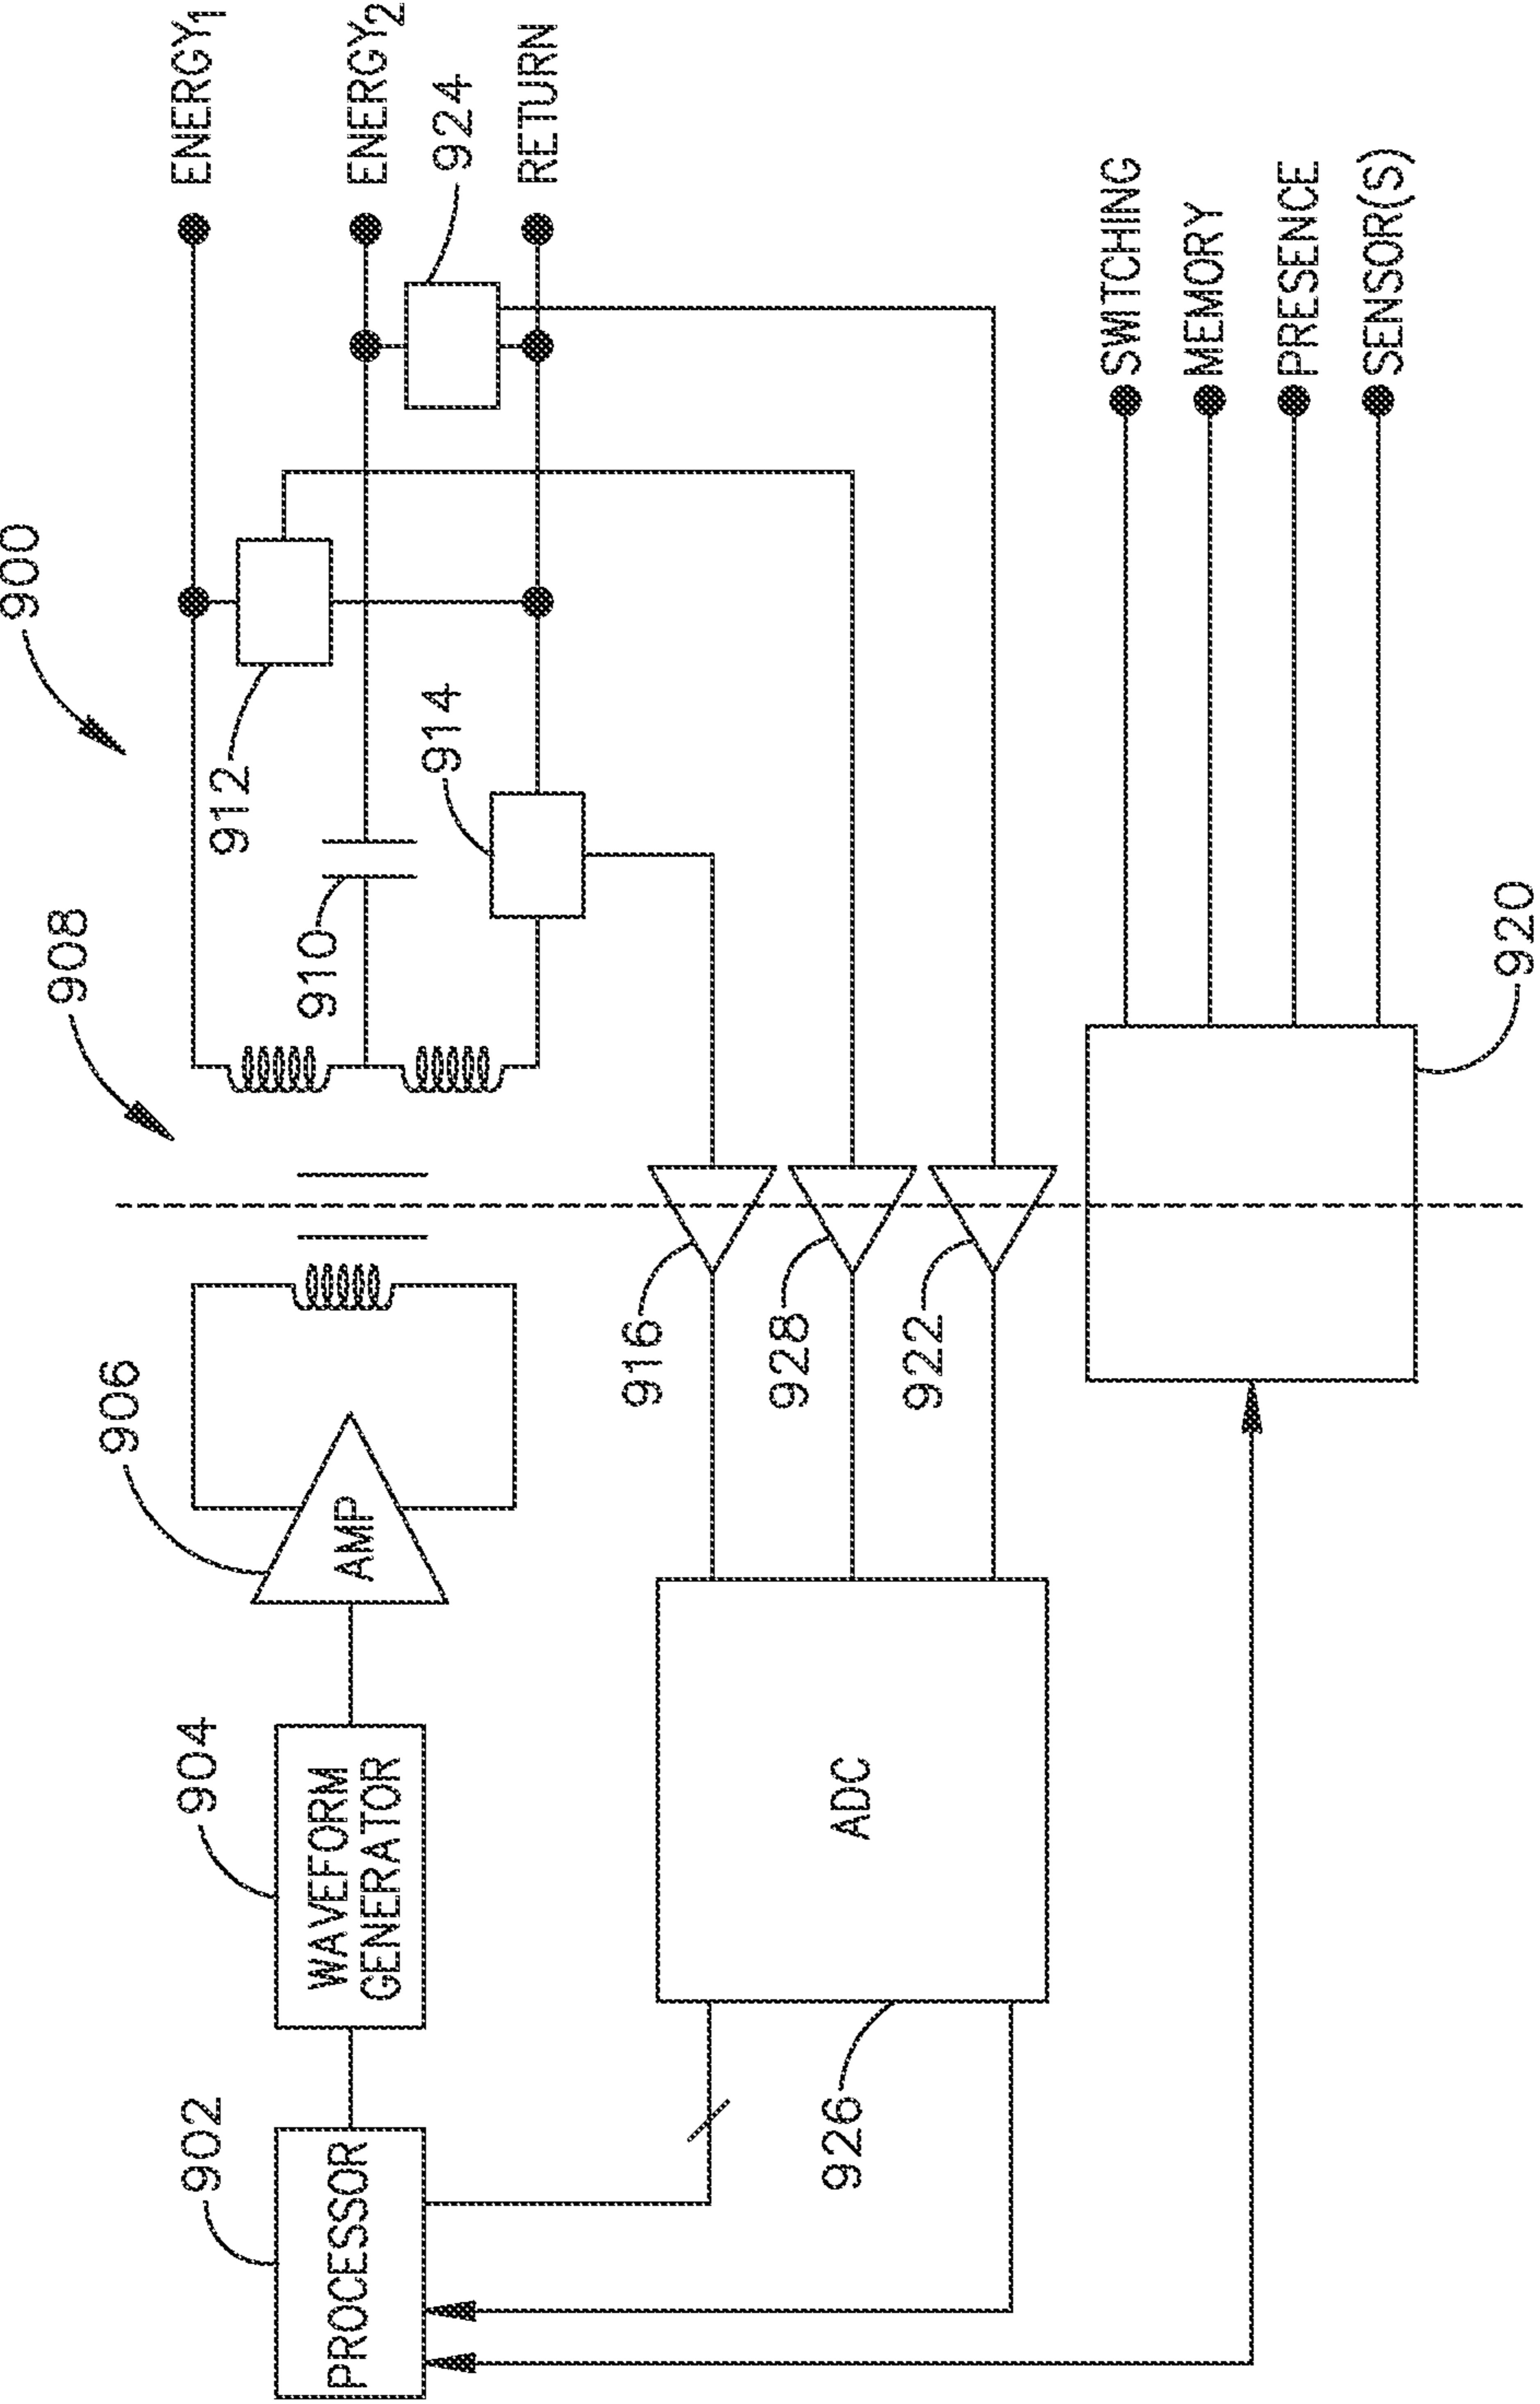 900
908
906
904
902
PROCESSOR
WAVEFORM
GENERATOR
AMP
910
912
914
924
ENERGY1
ENERGY2
RETURN
916
928
922
926
ADC
920
SWITCHING
MEMORY
PRESENCE
SENSOR(S)